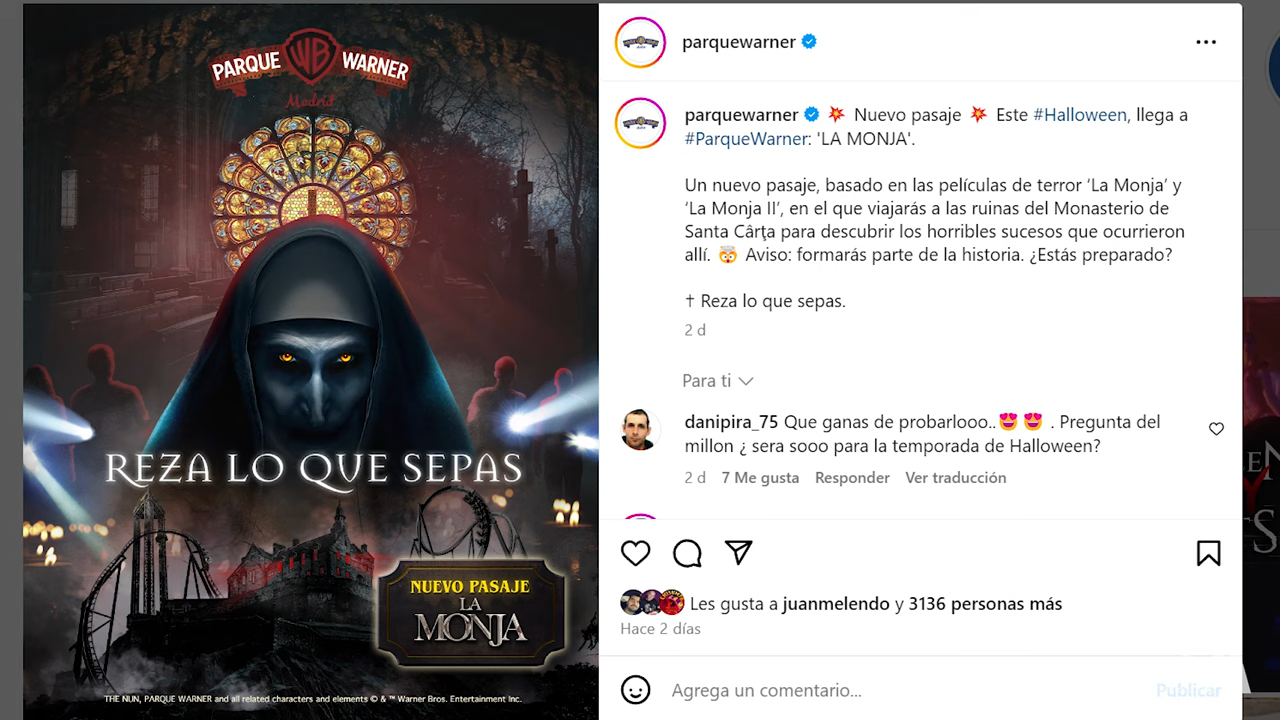 PARQUE WB WARNER
Madrid
REZA LO QUE SEPAS
NUEVO PASAJE
LA
MONJA
THE NUN, PARQUE WARNER and all related characters and elements © & ™ Warner Bros. Entertainment Inc.
parquewarner
parquewarner 💥 Nuevo pasaje 💥 Este #Halloween, llega a
#ParqueWarner: 'LA MONJA'.
Un nuevo pasaje, basado en las películas de terror ‘La Monja’ y
‘La Monja II’, en el que viajarás a las ruinas del Monasterio de
Santa Cârţa para descubrir los horribles sucesos que ocurrieron
allí. 🤯 Aviso: formarás parte de la historia. ¿Estás preparado?
† Reza lo que sepas.
2 d
Para ti
danipira_75 Que ganas de probarlooo..😍😍 . Pregunta del
millon ¿ sera sooo para la temporada de Halloween?
2 d 7 Me gusta Responder Ver traducción
Les gusta a juanmelendo y 3136 personas más
Hace 2 días
Agrega un comentario...
Publicar